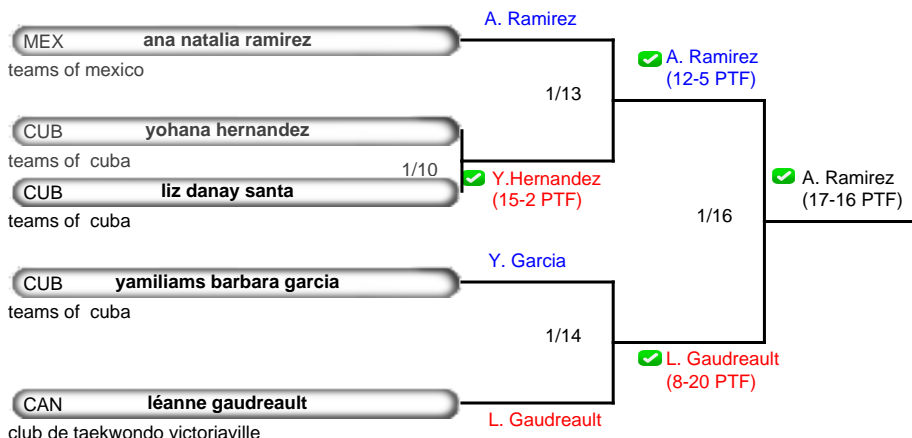 A. Ramirez
MEX ana natalia ramirez
teams of mexico
A. Ramirez
(12-5 PTF)
1/13
CUB yohana hernandez
teams of cuba
1/10
Y.Hernandez
(15-2 PTF)
CUB liz danay santa
teams of cuba
A. Ramirez
(17-16 PTF)
1/16
Y. Garcia
CUB yamiliams barbara garcia
teams of cuba
1/14
L. Gaudreault
(8-20 PTF)
CAN léanne gaudreault
L. Gaudreault
club de taekwondo victoriaville